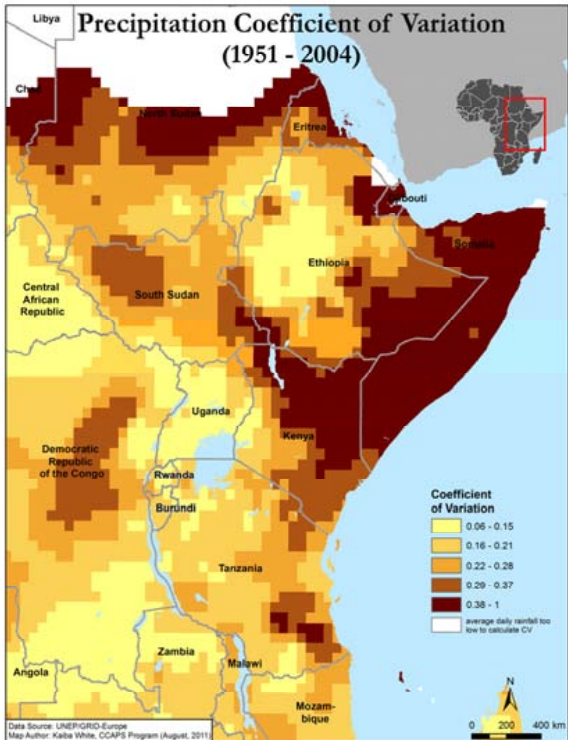 Precipitation Coefficient of Variation
(1951 - 2004)
Libya
Chad
North Sudan
Eritrea
Djibouti
Somalia
Ethiopia
Central
African
Republic
South Sudan
Uganda
Kenya
Democratic
Republic
of the Congo
Rwanda
Burundi
Tanzania
Zambia
Malawi
Angola
Mozam-
bique
Coefficient
of Variation
0.06 - 0.15
0.16 - 0.21
0.22 - 0.28
0.29 - 0.37
0.38 - 1
average daily rainfall too
low to calculate CV
N
0 200 400 km
Data Source: UNEP/GRID-Europe
Map Author: Kaiba White, CCAPS Program (August, 2011)